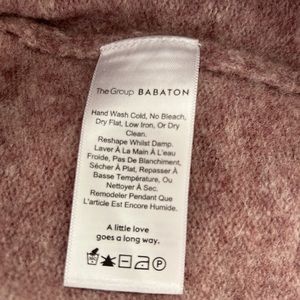 The Group BABATON
Hand Wash Cold, No Bleach,
Dry Flat, Low Iron, Or Dry
Clean.
Reshape Whilst Damp.
Laver À La Main À L'eau
Froide, Pas De Blanchiment,
Sécher À Plat, Repasser À
Basse Température, Ou
Nettoyer À Sec.
Remodeler Pendant Que
L'article Est Encore Humide.
A little love
goes a long way.
P